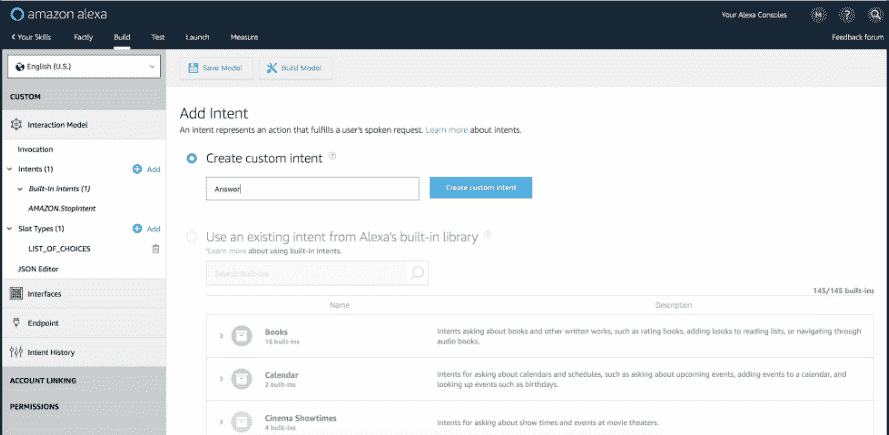 amazon alexa
Your Alexa Consoles
M
?
< Your Skills
Factly
Build
Test
Launch
Measure
Feedback forum
English (U.S.)
Save Model
Build Model
CUSTOM
Interaction Model
Invocation
Intents (1)
Add
Built-In Intents (1)
AMAZON.StopIntent
Slot Types (1)
Add
LIST_OF_CHOICES
JSON Editor
Interfaces
Endpoint
Intent History
ACCOUNT LINKING
PERMISSIONS
Add Intent
An intent represents an action that fulfills a user's spoken request. Learn more about intents.
Create custom intent ?
Answer
Create custom intent
Use an existing intent from Alexa's built-in library ?
*Learn more about using built-in intents.
Search built-ins
145/145 built-ins
Name
Description
Books
15 built-ins
Intents asking about books and other written works, such as rating books, adding books to reading lists, or navigating through
audio books.
Calendar
2 built-ins
Intents for asking about calendars and schedules, such as asking about upcoming events, adding events to a calendar, and
looking up events such as birthdays.
Cinema Showtimes
4 built-ins
Intents for asking about show times and events at movie theaters.